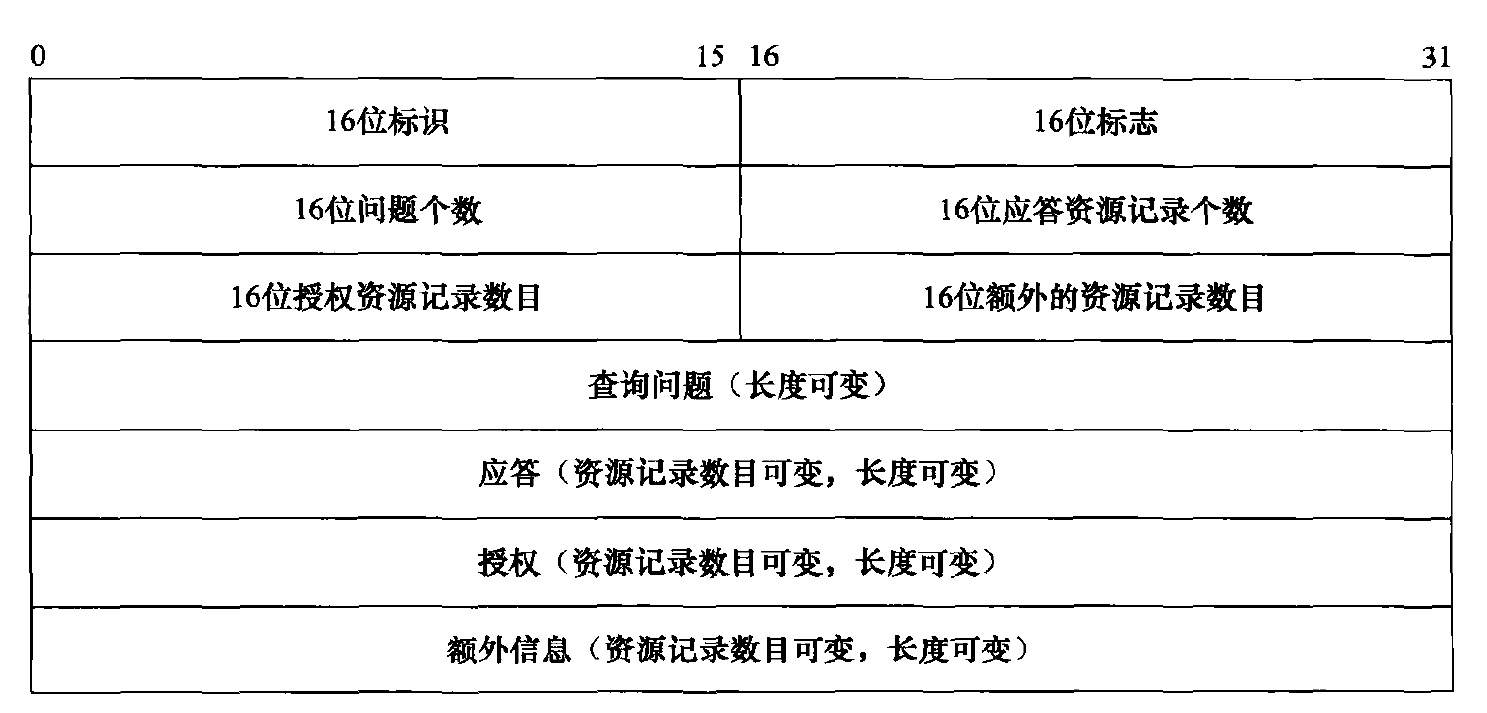 0 15 16 31
16位标识 16位标志
16位问题个数 16位应答资源记录个数
16位授权资源记录数目 16位额外的资源记录数目
查询问题（长度可变）
应答（资源记录数目可变，长度可变）
授权（资源记录数目可变，长度可变）
额外信息（资源记录数目可变，长度可变）